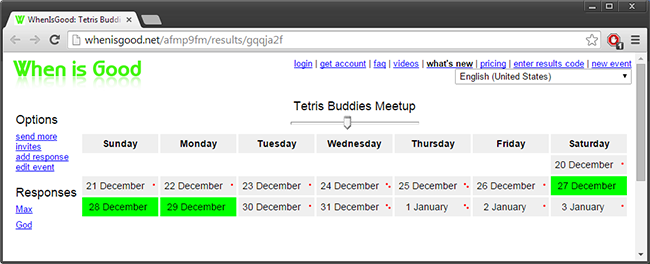 WhenIsGood: Tetris Buddi
whenisgood.net/afmp9fm/results/gqqja2f
1
When is Good
login | get account | faq | videos | what's new | pricing | enter results code | new event
English (United States)
Tetris Buddies Meetup
Options
send more
invites
add response
edit event
Responses
Max
God
Sunday Monday Tuesday Wednesday Thursday Friday Saturday
20 December
21 December 22 December 23 December 24 December 25 December 26 December 27 December
28 December 29 December 30 December 31 December 1 January 2 January 3 January